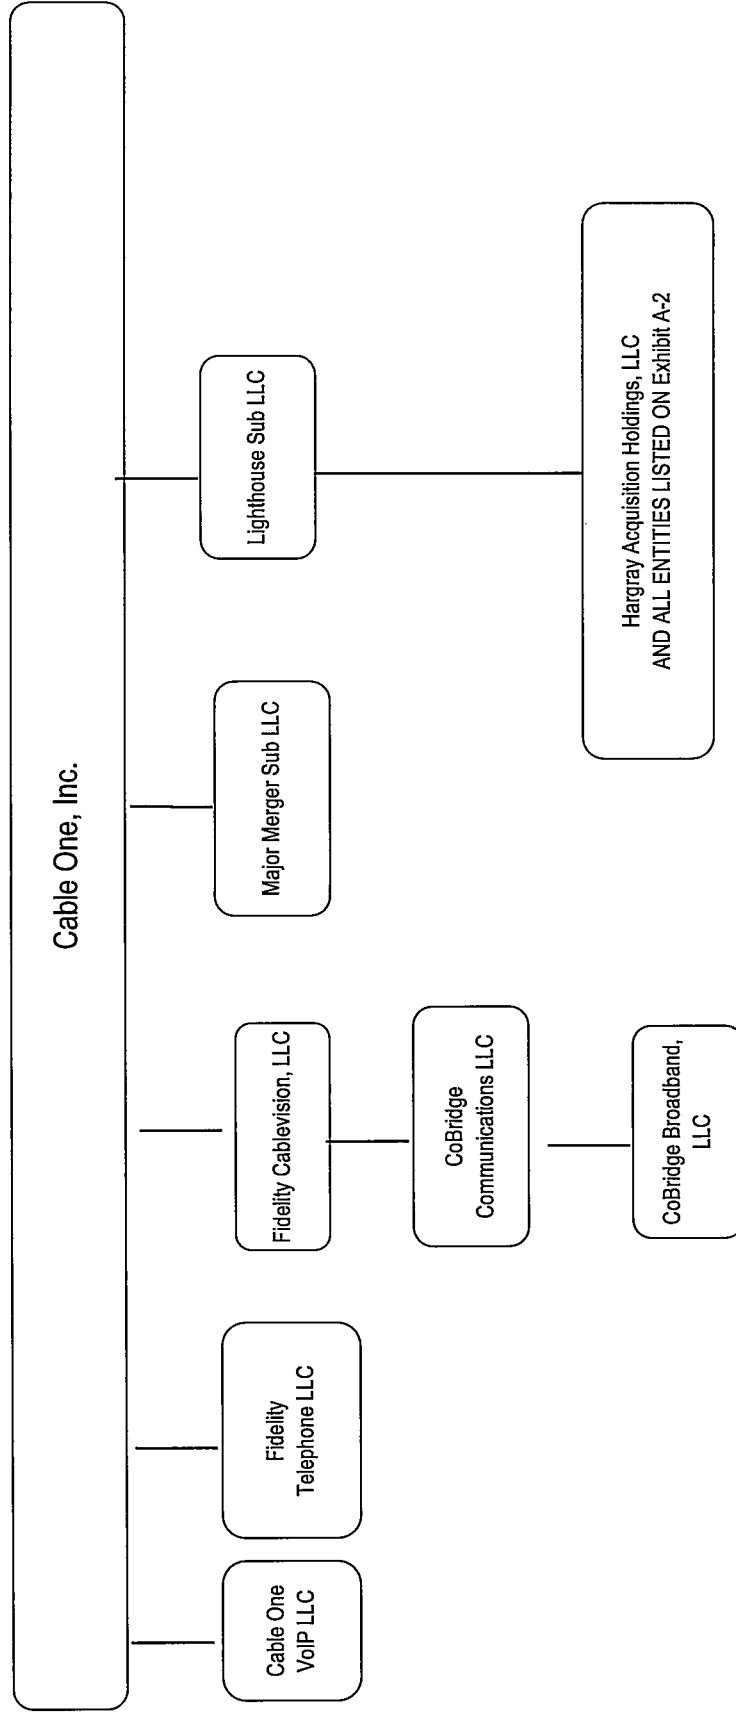 Cable One, Inc.
Cable One
VoIP LLC
Fidelity
Telephone LLC
Fidelity Cablevision, LLC
CoBridge
Communications LLC
CoBridge Broadband,
LLC
Major Merger Sub LLC
Lighthouse Sub LLC
Hargray Acquisition Holdings, LLC
AND ALL ENTITIES LISTED ON Exhibit A-2